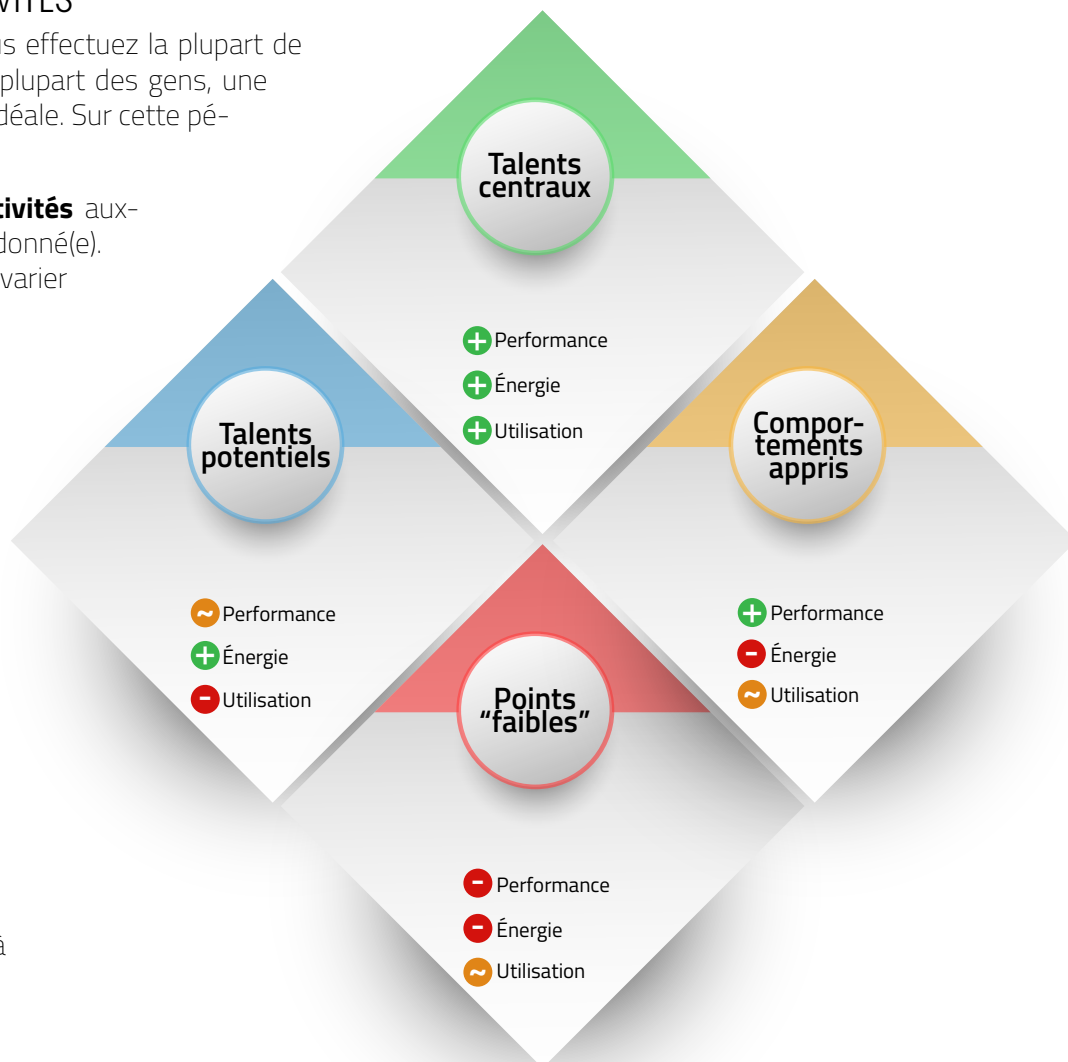 us effectuez la plupart de
plupart des gens, une
déale. Sur cette pé-
tivités aux-
donné(e).
varier
à
Talents
centraux
+ Performance
+ Énergie
+ Utilisation
Talents
potentiels
~ Performance
+ Énergie
- Utilisation
Compor-
tements
appris
+ Performance
- Énergie
~ Utilisation
Points
“faibles”
- Performance
- Énergie
~ Utilisation